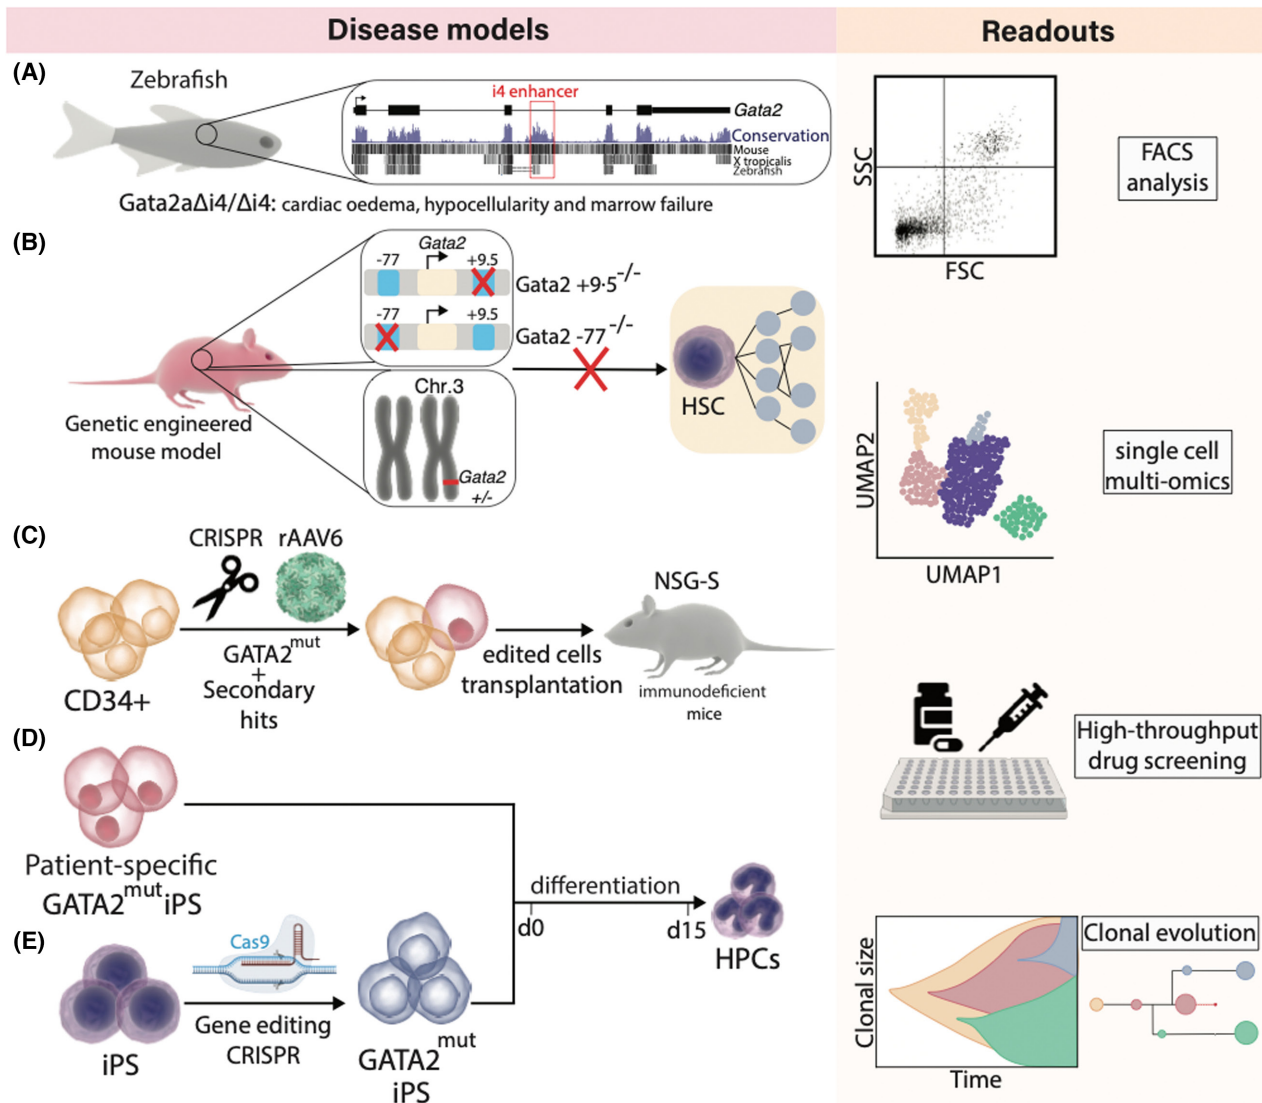 Disease models
Readouts
(A)
Zebrafish
i4 enhancer
Gata2
Conservation
Mouse
X tropicalis
Zebrafish
Gata2aΔi4/Δi4: cardiac oedema, hypocellularity and marrow failure
SSC
FSC
FACS
analysis
(B)
Gata2
-77
+9.5
Gata2 +9·5-/-
-77
+9.5
Gata2 -77-/-
Chr.3
Gata2
+/-
Genetic engineered
mouse model
HSC
UMAP2
UMAP1
single cell
multi-omics
(C)
CRISPR
rAAV6
CD34+
GATA2mut
+
Secondary
hits
edited cells
transplantation
NSG-S
immunodeficient
mice
High-throughput
drug screening
(D)
Patient-specific
GATA2mut iPS
differentiation
d0
d15
HPCs
(E)
Cas9
iPS
Gene editing
CRISPR
GATA2mut
iPS
Clonal size
Time
Clonal evolution